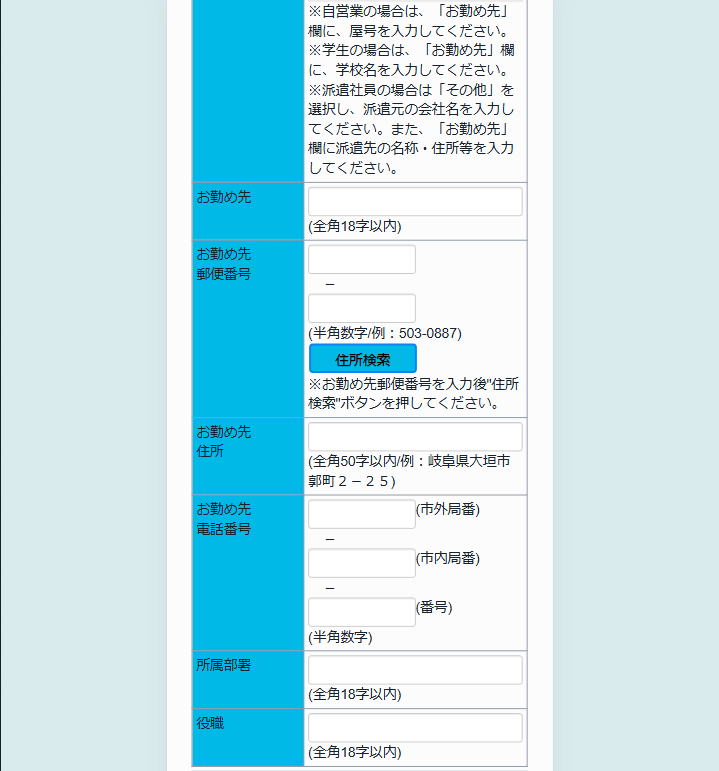 ※自営業の場合は、「お勤め先」
欄に、屋号を入力してください。
※学生の場合は、「お勤め先」欄
に、学校名を入力してください。
※派遣社員の場合は「その他」を
選択し、派遣元の会社名を入力し
てください。また、「お勤め先」
欄に派遣先の名称・住所等を入力
してください。
お勤め先
(全角18字以内)
お勤め先
郵便番号
－
(半角数字/例：503-0887)
住所検索
※お勤め先郵便番号を入力後"住所
検索"ボタンを押してください。
お勤め先
住所
(全角50字以内/例：岐阜県大垣市
郭町２－２５)
お勤め先
電話番号
(市外局番)
－
(市内局番)
－
(番号)
(半角数字)
所属部署
(全角18字以内)
役職
(全角18字以内)